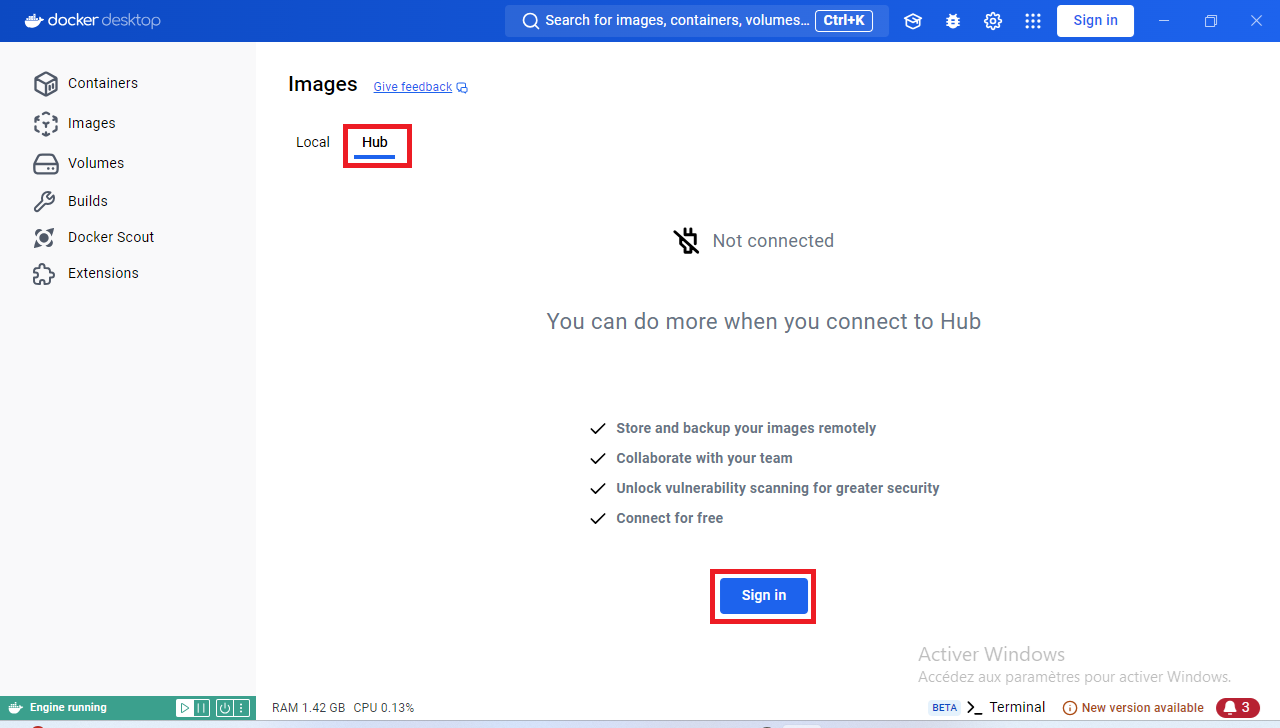 docker desktop
Search for images, containers, volumes... Ctrl+K
Sign in
Containers
Images
Volumes
Builds
Docker Scout
Extensions
Images Give feedback
Local Hub
Not connected
You can do more when you connect to Hub
Store and backup your images remotely
Collaborate with your team
Unlock vulnerability scanning for greater security
Connect for free
Sign in
Activer Windows
Accédez aux paramètres pour activer Windows.
Engine running
RAM 1.42 GB CPU 0.13%
BETA >_ Terminal
New version available
3